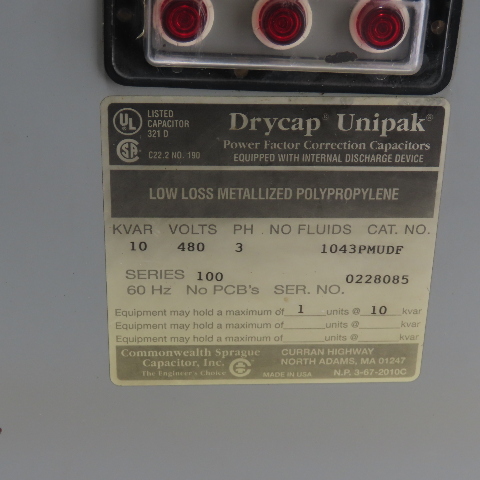 UL LISTED
CAPACITOR
321 D
Drycap® Unipak®
Power Factor Correction Capacitors
SA C22.2 NO. 190
EQUIPPED WITH INTERNAL DISCHARGE DEVICE
LOW LOSS METALLIZED POLYPROPYLENE
KVAR VOLTS PH NO FLUIDS CAT. NO.
10 480 3 1043PMUDF
SERIES 100 0228085
60 Hz No PCB's SER. NO.
Equipment may hold a maximum of 1 units @ 10 kvar
Equipment may hold a maximum of units @ kvar
Equipment may hold a maximum of units @ kvar
Commonwealth Sprague CURRAN HIGHWAY
Capacitor, Inc. NORTH ADAMS, MA 01247
The Engineer's Choice MADE IN USA N.P. 3-67-2010C